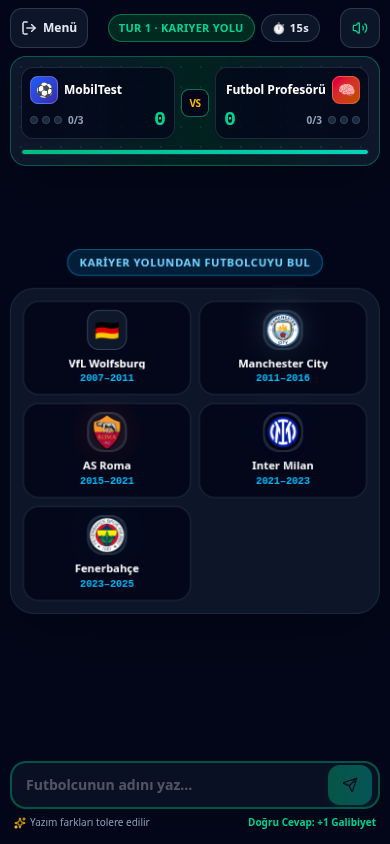 Menü
TUR 1 · KARIYER YOLU
15s
MobilTest
0/3
0
VS
Futbol Profesörü
0
0/3
KARİYER YOLUNDAN FUTBOLCUYU BUL
VfL Wolfsburg
2007–2011
Manchester City
2011–2016
AS Roma
2015–2021
Inter Milan
2021–2023
Fenerbahçe
2023–2025
Futbolcunun adını yaz...
Yazım farkları tolere edilir
Doğru Cevap: +1 Galibiyet